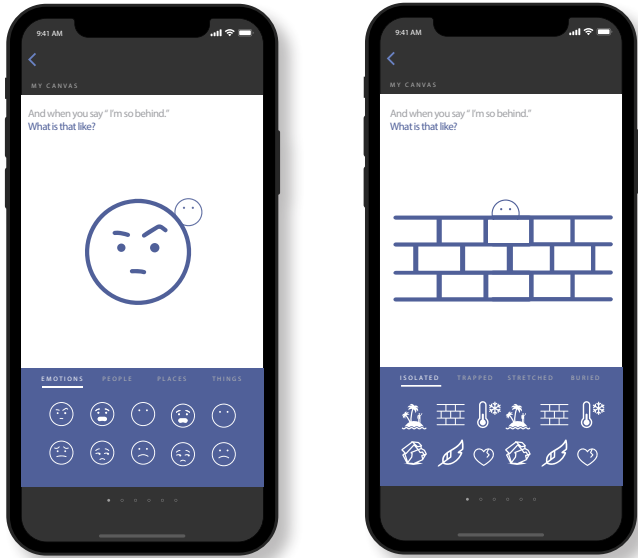 9:41 AM
MY CANVAS
And when you say “ I'm so behind.”
What is that like?
EMOTIONS PEOPLE PLACES THINGS
9:41 AM
MY CANVAS
And when you say “ I'm so behind.”
What is that like?
ISOLATED TRAPPED STRETCHED BURIED